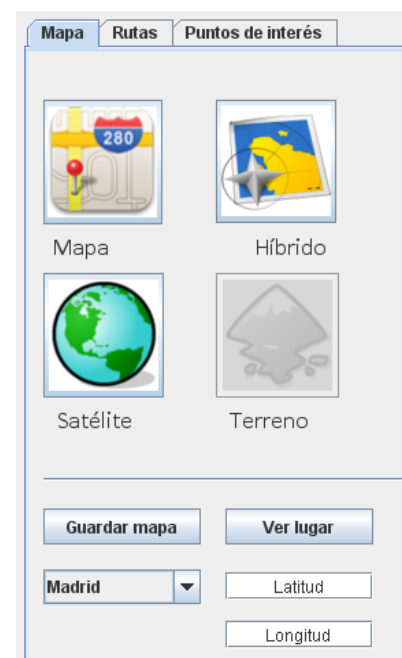 Mapa Rutas Puntos de interés
280
Mapa Híbrido
Satélite Terreno
Guardar mapa Ver lugar
Madrid Latitud
Longitud